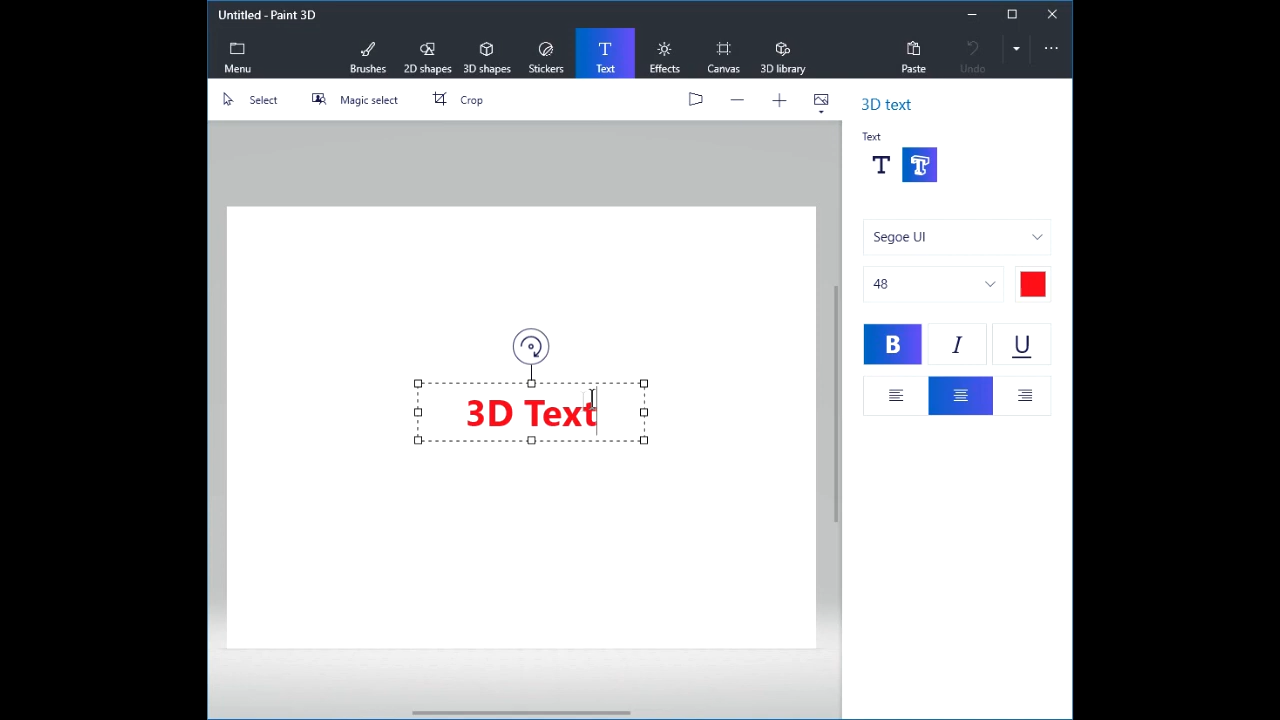 Untitled - Paint 3D
Menu
Brushes
2D shapes
3D shapes
Stickers
Text
Effects
Canvas
3D library
Paste
Undo
Select
Magic select
Crop
3D text
Text
Segoe UI
48
B I U
3D Text